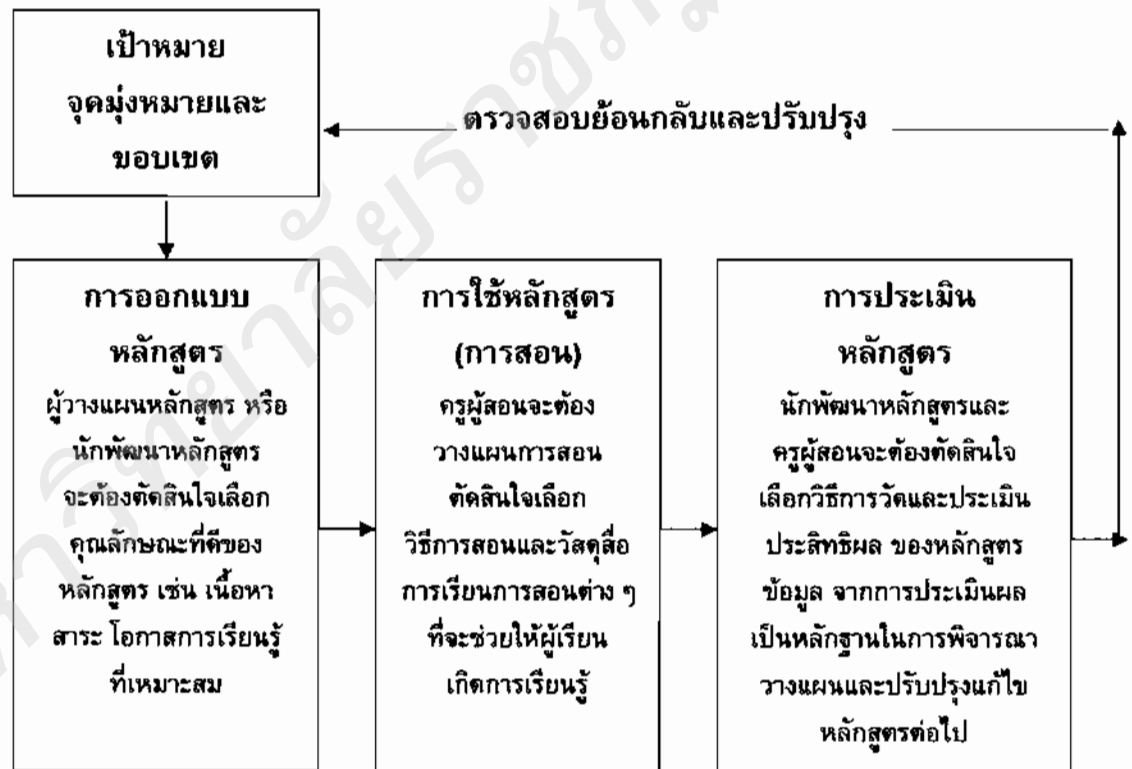 เป้าหมาย
จุดมุ่งหมายและ
ขอบเขต
ตรวจสอบย้อนกลับและปรับปรุง
การออกแบบ
หลักสูตร
ผู้วางแผนหลักสูตร หรือ
นักพัฒนาหลักสูตร
จะต้องตัดสินใจเลือก
คุณลักษณะที่ดีของ
หลักสูตร เช่น เนื้อหา
สาระ โอกาสการเรียนรู้
ที่เหมาะสม
การใช้หลักสูตร
(การสอน)
ครูผู้สอนจะต้อง
วางแผนการสอน
ตัดสินใจเลือก
วิธีการสอนและวัสดุสื่อ
การเรียนการสอนต่าง ๆ
ที่จะช่วยให้ผู้เรียน
เกิดการเรียนรู้
การประเมิน
หลักสูตร
นักพัฒนาหลักสูตรและ
ครูผู้สอนจะต้องตัดสินใจ
เลือกวิธีการวัดและประเมิน
ประสิทธิผล ของหลักสูตร
ข้อมูล จากการประเมินผล
เป็นหลักฐานในการพิจารณา
วางแผนและปรับปรุงแก้ไข
หลักสูตรต่อไป